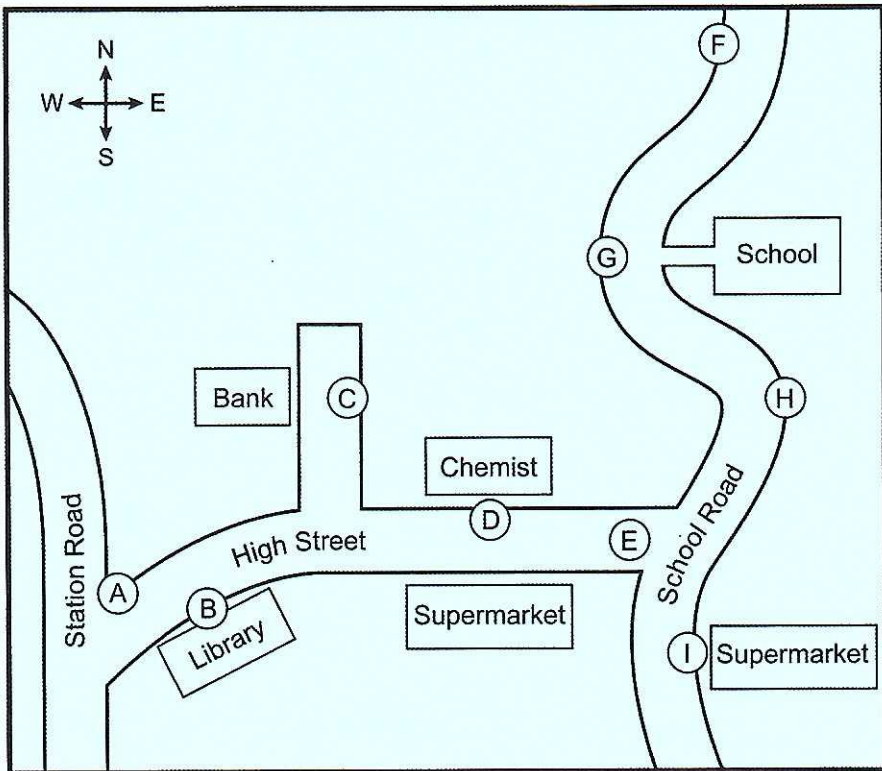 F
N
W E
S
G
School
Bank
C
H
Chemist
D
High Street
E
School Road
Station Road
A
B
Library
Supermarket
I
Supermarket